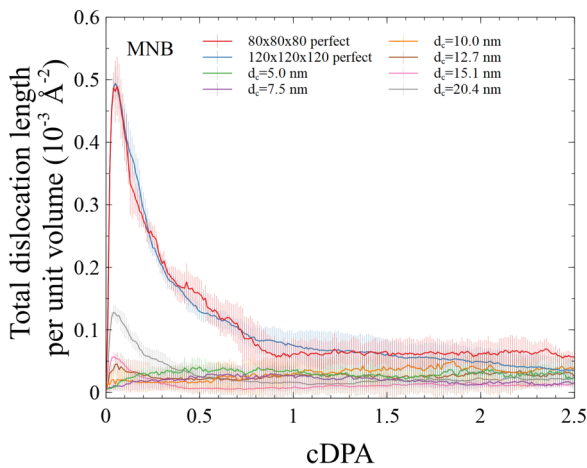 0.6
0.5
0.4
0.3
0.2
0.1
0
Total dislocation length
per unit volume (10⁻³ Å⁻²)
MNB
80x80x80 perfect
120x120x120 perfect
d_c=5.0 nm
d_c=7.5 nm
d_c=10.0 nm
d_c=12.7 nm
d_c=15.1 nm
d_c=20.4 nm
0 0.5 1 1.5 2 2.5
cDPA